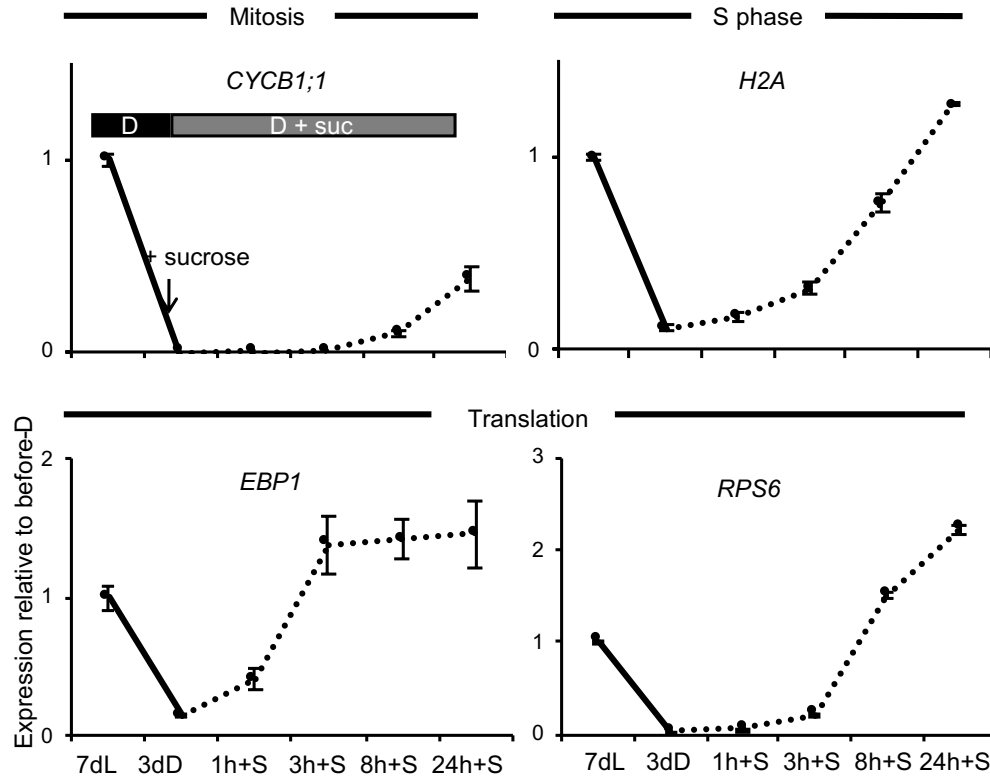 Mitosis
S phase
CYCB1;1
H2A
D
D + suc
1
1
+ sucrose
0
0
Translation
Expression relative to before-D
2
3
EBP1
RPS6
2
1
1
0
0
7dL 3dD 1h+S 3h+S 8h+S 24h+S
7dL 3dD 1h+S 3h+S 8h+S 24h+S